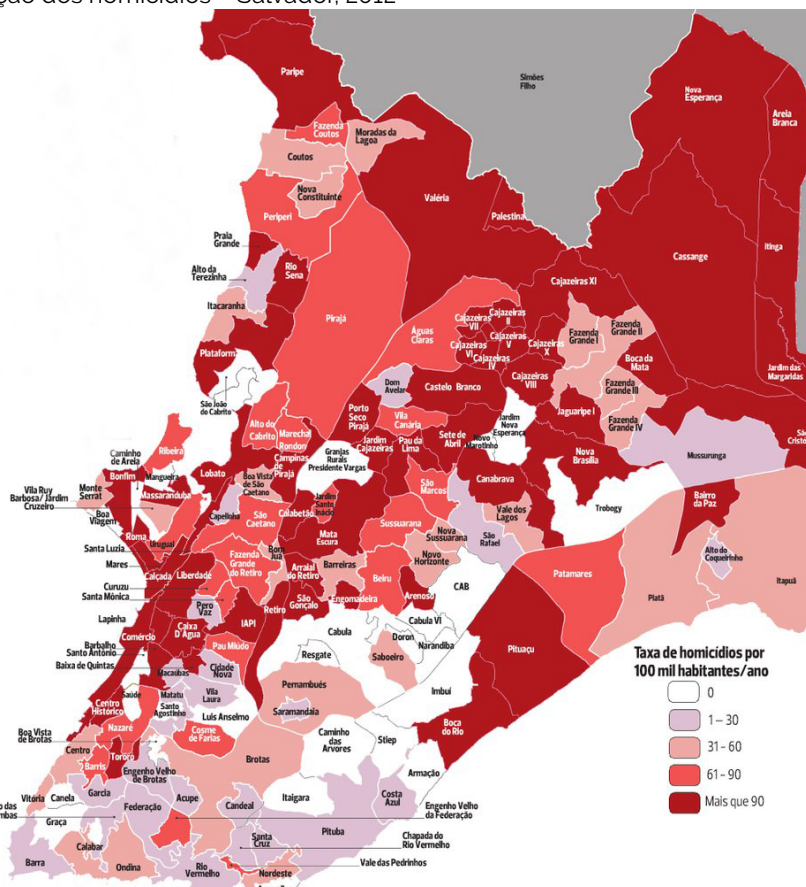 ção dos homicídios – Salvador, 2012
Paripe
Simões
Filho
Nova
Esperança
Areia
Branca
Fazenda
Coutos
Moradas da
Lagoa
Coutos
Nova
Constituinte
Valéria
Palestina
Periperi
Praia
Grande
Itinga
Cassange
Alto da
Terezinha
Rio
Sena
Cajazeiras XI
Itacaranha
Pirajá
Cajazeiras
VII
Cajazeiras
II
Fazenda
Grande I
Fazenda
Grande II
Águas
Claras
Cajazeiras
V
Cajazeiras
VI
Cajazeiras
X
Cajazeiras
IV
Plataform
Boca da
Mata
Jardim das
Margaridas
Dom
Avelar
Castelo Branco
Cajazeiras
VIII
Fazenda
Grande III
São João
do Cabrito
Porto
Seco
Pirajá
Vila
Canária
Jardim
Nova
Esperança
Jaguaripe I
Fazenda
Grande IV
Ribeira
Alto do
Cabrito
Marechal
Rondon
Jardim
Cajazeiras
Pau da
Lima
Sete de
Abril
Novo
Marotinho
São
Cristo
Caminho
de Areia
Granjas
Rurais
Presidente Vargas
Mussurunga
Bonfim
Mangueira
Lobato
Campinas
de
Pirajá
Nova
Brasília
Vila Ruy
Barbosa/Jardim
Cruzeiro
Monte
Serrat
Massaranduba
Boa Vista
de São
Caetano
São
Marcos
Canabrava
Bairro
da Paz
Boa
Viagem
Capelinha
Calabetão
Jardim
Santo
Inácio
Vale dos
Lagos
Trobogy
Roma
Uruguai
São
Caetano
Sussuarana
Nova
Sussuarana
São
Rafael
Santa Luzia
Mata
Escura
Mares
Fazenda
Grande
do Retiro
Bom
Juá
Novo
Horizonte
Alto do
Coqueirinho
Calçada
Liberdade
Arraial
do Retiro
Barreiras
Beiru
Patamares
Itapuã
Curuzu
Santa Mônica
CAB
Platã
Lapinha
Pero
Vaz
Retiro
São
Gonçalo
Engomadeira
Arenoso
IAPI
Comércio
Caixa
D´Água
Cabula
Cabula VI
Barbalho
Santo Antônio
Pau Miúdo
Doron
Narandiba
Pituaçu
Baixa de Quintas
Resgate
Saboeiro
Macaúbas
Cidade
Nova
Imbuí
Saúde
Matatu
Vila
Laura
Pernambués
Centro
Histórico
Santo
Agostinho
Luis Anselmo
Saramandaia
Boca
do Rio
Boa Vista
de Brotas
Nazaré
Cosme
de Farias
Caminho
das
Árvores
Stiep
Centro
Tororó
Barris
Engenho Velho
de Brotas
Brotas
Armação
Garcia
Acupe
Candeal
Itaigara
Costa
Azul
Engenho Velho
da Federação
Vitória
Canela
Federação
Graça
Santa
Cruz
Pituba
Chapada do
Rio Vermelho
Calabar
Barra
Ondina
Rio
Vermelho
Nordeste
Vale das Pedrinhos
Taxa de homicídios por
100 mil habitantes/ano
0
1 – 30
31 – 60
61 – 90
Mais que 90